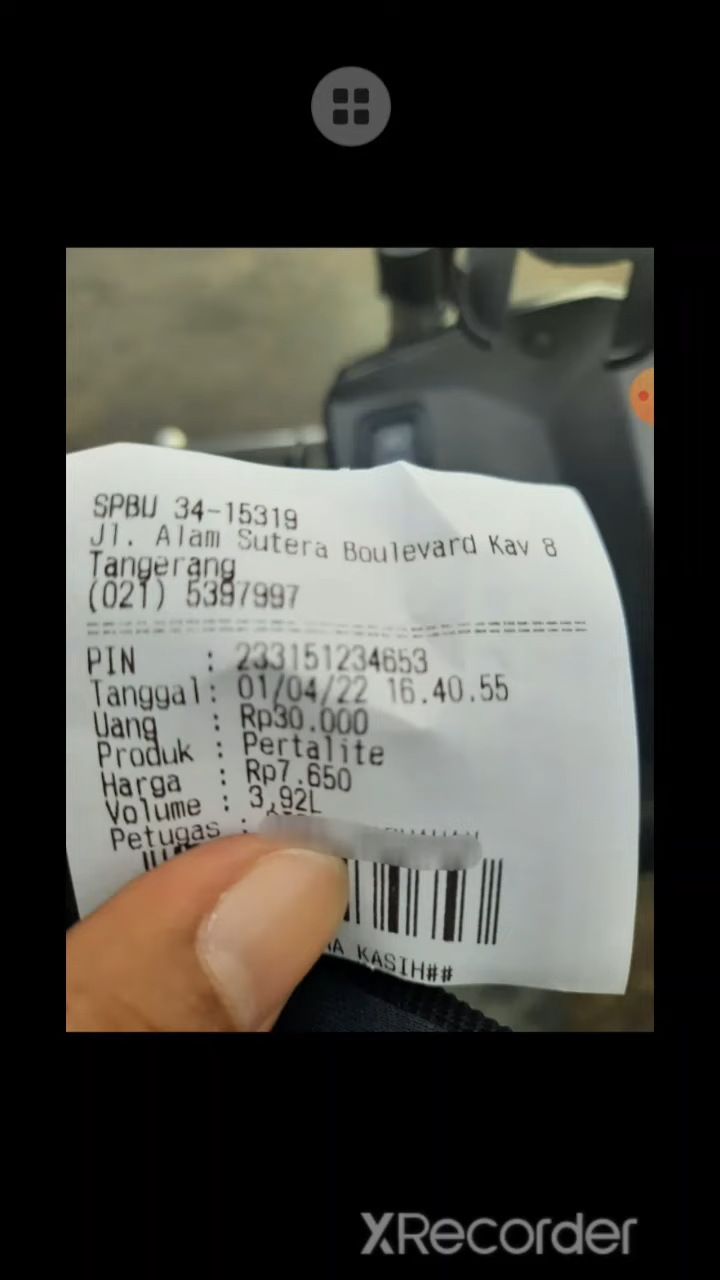 SPBU 34-15319
Jl. Alam Sutera Boulevard Kav 8
Tangerang
(021) 5397997
PIN : 233151234653
Tanggal: 01/04/22 16.40.55
Uang : Rp30.000
Produk : Pertalite
Harga : Rp7.650
Volume : 3,92L
Petugas :
KASIH##
XRecorder